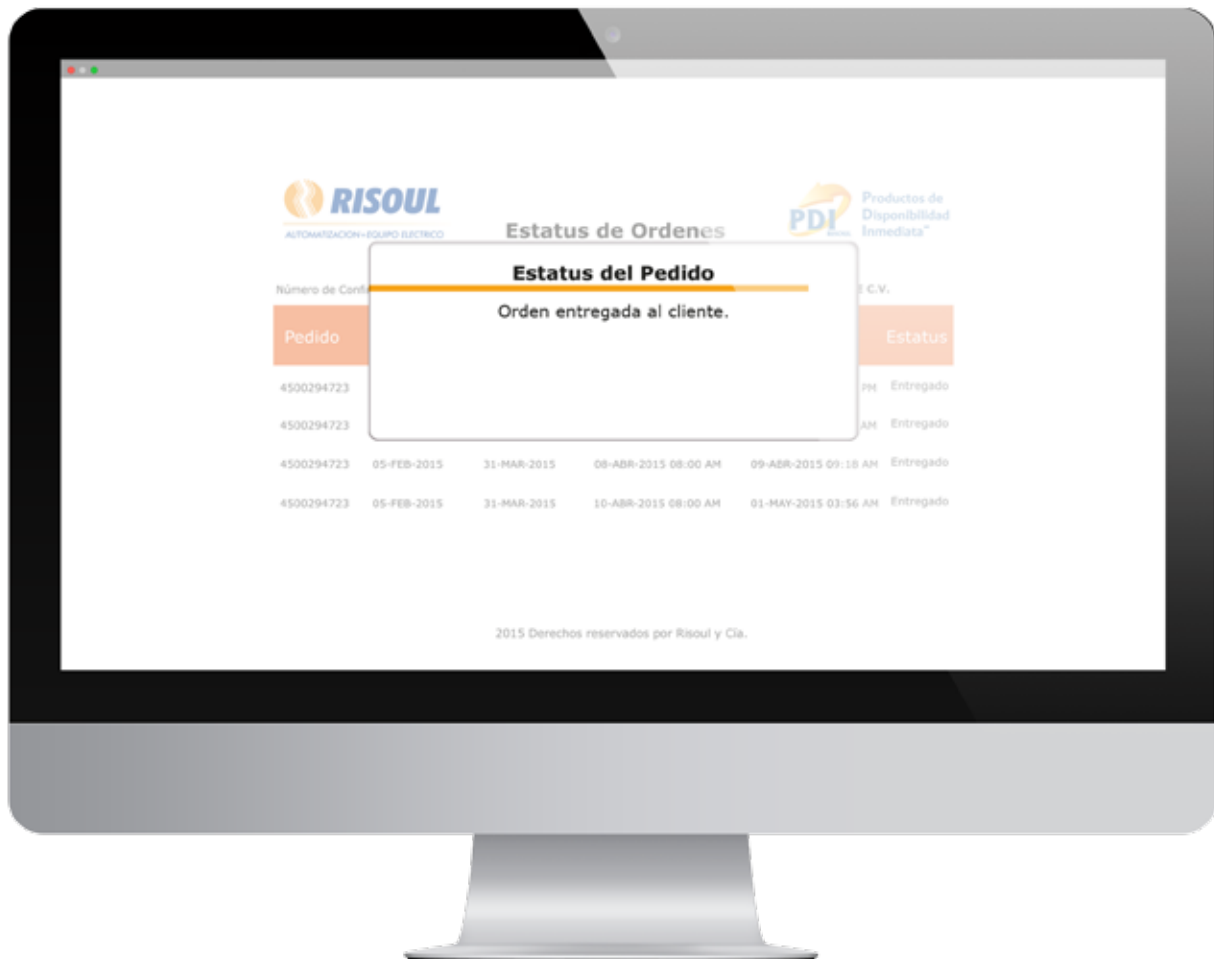 RISOUL
AUTOMATIZACION+EQUIPO ELECTRICO
Estatus de Ordenes
PDI
Productos de
Disponibilidad
Inmediata"
Estatus del Pedido
Número de
C.V.
Orden entregada al cliente.
Pedido
Estatus
4500294723 PM Entregado
4500294723 AM Entregado
4500294723 05-FEB-2015 31-MAR-2015 08-ABR-2015 08:00 AM 09-ABR-2015 09:18 AM Entregado
4500294723 05-FEB-2015 31-MAR-2015 10-ABR-2015 08:00 AM 01-MAY-2015 03:56 AM Entregado
2015 Derechos reservados por Risoul y Cía.